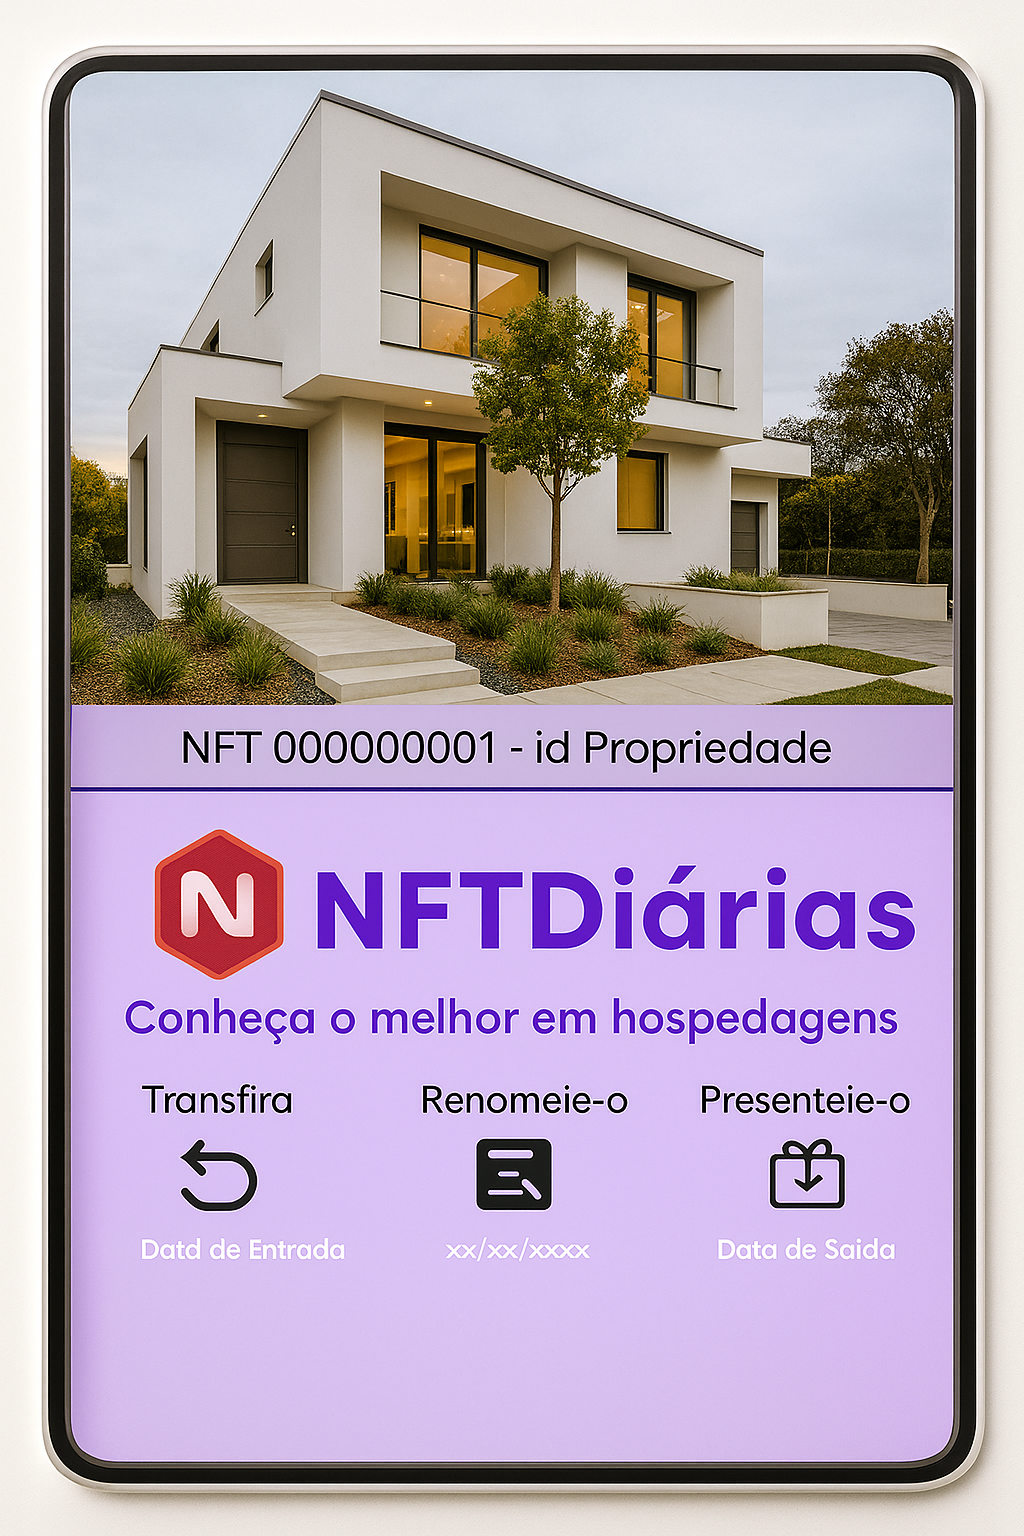 NFT 000000001 - id Propriedade
N NFTDiárias
Conheça o melhor em hospedagens
Transfira Renomeie-o Presenteie-o
Datd de Entrada xx/xx/xxxx Data de Saida